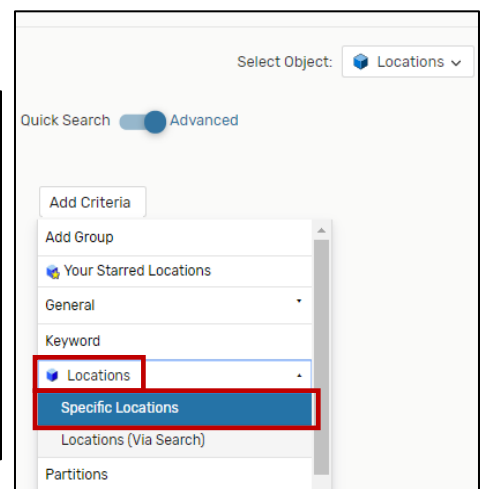 Select Object: Locations
Quick Search Advanced
Add Criteria
Add Group
Your Starred Locations
General
Keyword
Locations
Specific Locations
Locations (Via Search)
Partitions